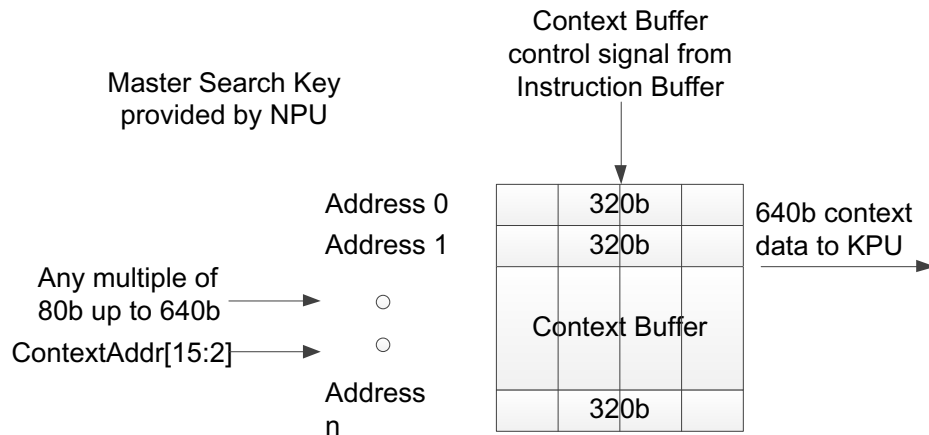 Context Buffer
control signal from
Instruction Buffer
Master Search Key
provided by NPU
Address 0
320b
Address 1
320b
640b context
data to KPU
Any multiple of
80b up to 640b
Context Buffer
ContextAddr[15:2]
Address
n
320b